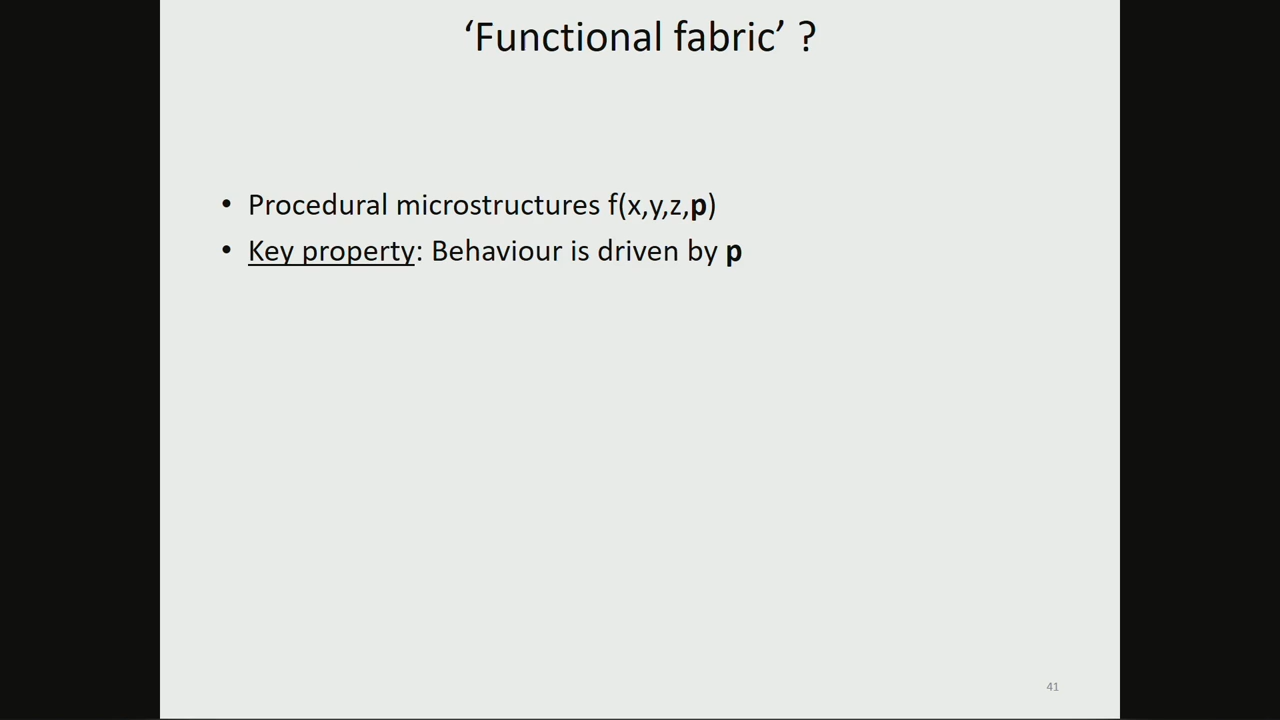 ‘Functional fabric’ ?
• Procedural microstructures f(x,y,z,p)
• Key property: Behaviour is driven by p
41